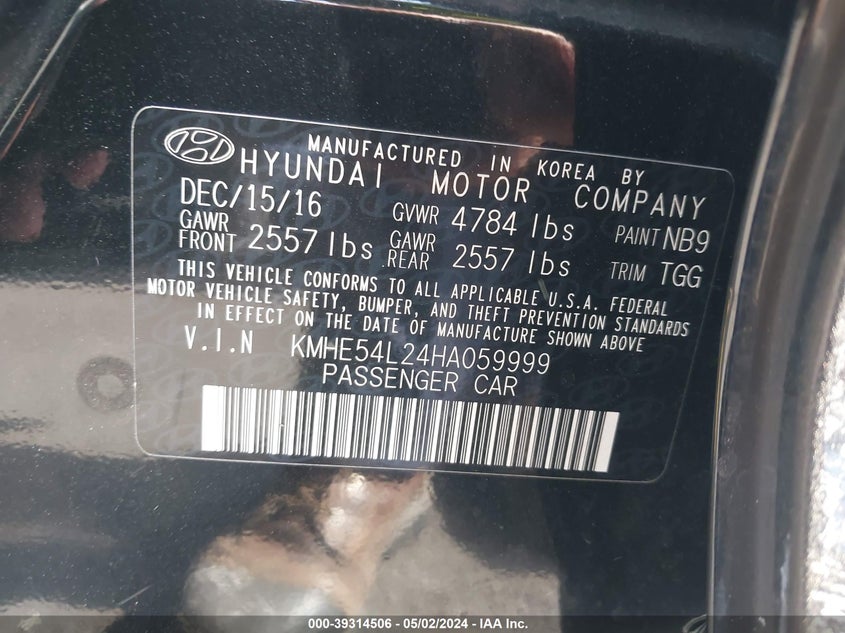 MANUFACTURED IN KOREA BY
HYUNDAI MOTOR COMPANY
DEC/15/16 GVWR 4784 lbs PAINT NB9
GAWR FRONT 2557 lbs GAWR REAR 2557 lbs TRIM TGG
THIS VEHICLE CONFORMS TO ALL APPLICABLE U.S.A. FEDERAL
MOTOR VEHICLE SAFETY, BUMPER, AND THEFT PREVENTION STANDARDS
IN EFFECT ON THE DATE OF MANUFACTURE SHOWN ABOVE
V.I.N KMHE54L24HA059999
PASSENGER CAR
000-39314506 - 05/02/2024 - IAA Inc.